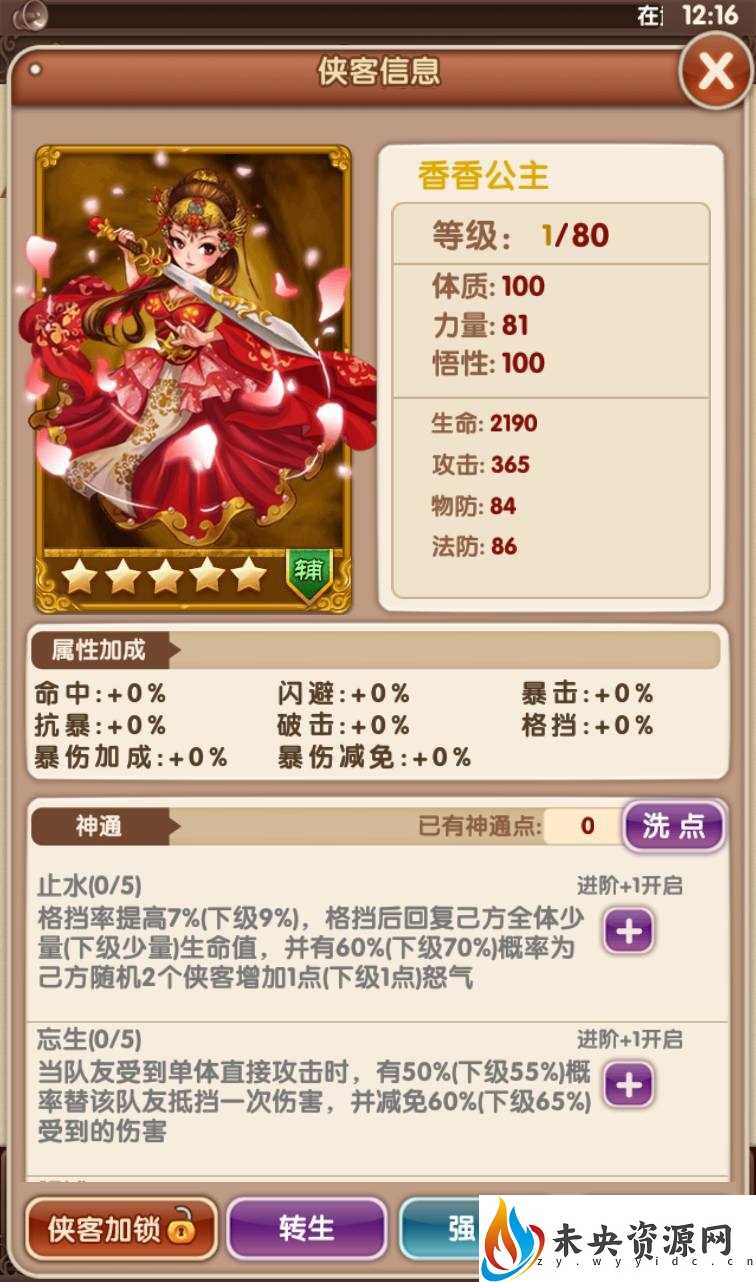 在 12:16
侠客信息
香香公主
等级: 1/80
体质: 100
力量: 81
悟性: 100
生命: 2190
攻击: 365
物防: 84
法防: 86
辅
属性加成
命中:+0% 闪避:+0% 暴击:+0%
抗暴:+0% 破击:+0% 格挡:+0%
暴伤加成:+0% 暴伤减免:+0%
神通 已有神通点: 0 洗点
止水(0/5) 进阶+1开启
格挡率提高7%(下级9%)，格挡后回复己方全体少
量(下级少量)生命值，并有60%(下级70%)概率为
己方随机2个侠客增加1点(下级1点)怒气
忘生(0/5) 进阶+1开启
当队友受到单体直接攻击时，有50%(下级55%)概
率替该队友抵挡一次伤害，并减免60%(下级65%)
受到的伤害
侠客加锁 转生 强
未央资源网
zy.wyyidc.cn